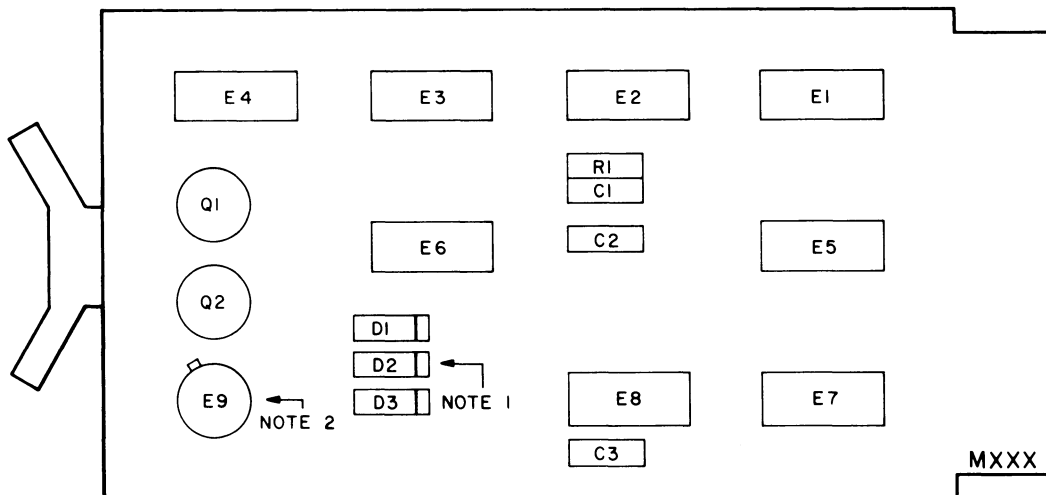 E4 E3 E2 E1
R1
C1
Q1
C2
E6 E5
Q2
D1
D2
D3 NOTE 1
E9 NOTE 2
E8 E7
C3
MXXX